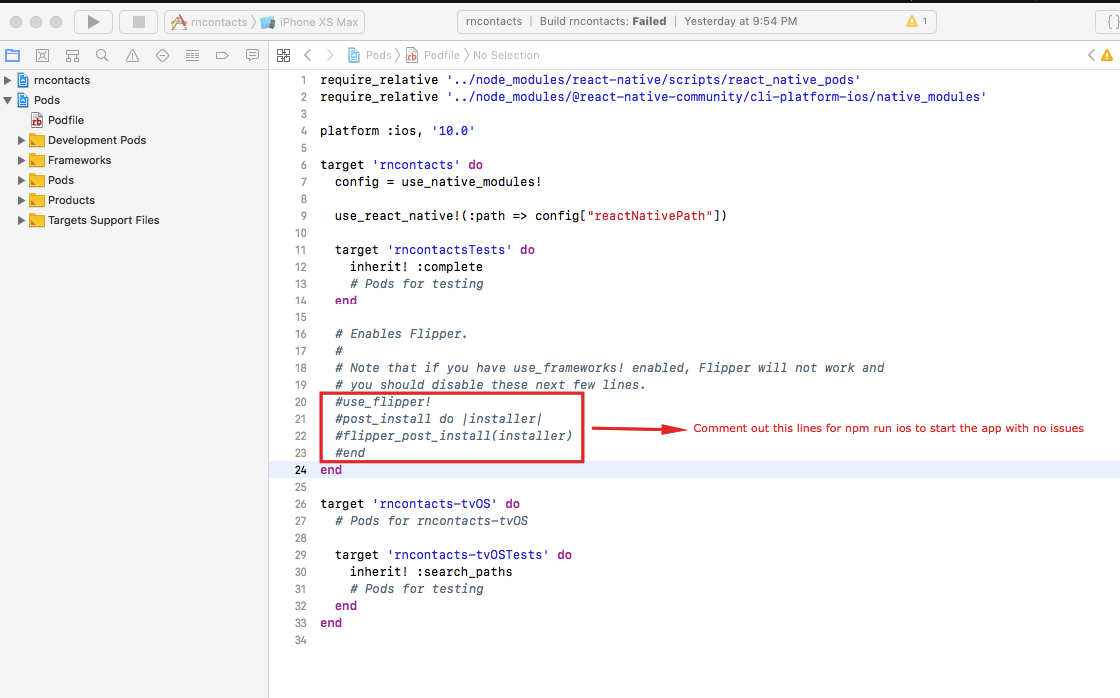 rncontacts
iPhone XS Max
rncontacts | Build rncontacts: Failed | Yesterday at 9:54 PM
1
{}
Pods
Podfile
No Selection
rncontacts
Pods
Podfile
Development Pods
Frameworks
Pods
Products
Targets Support Files
1 require_relative '../node_modules/react-native/scripts/react_native_pods'
2 require_relative '../node_modules/@react-native-community/cli-platform-ios/native_modules'
3
4 platform :ios, '10.0'
5
6 target 'rncontacts' do
7 config = use_native_modules!
8
9 use_react_native!(:path => config["reactNativePath"])
10
11 target 'rncontactsTests' do
12 inherit! :complete
13 # Pods for testing
14 end
15
16 # Enables Flipper.
17 #
18 # Note that if you have use_frameworks! enabled, Flipper will not work and
19 # you should disable these next few lines.
20 #use_flipper!
21 #post_install do |installer|
22 #flipper_post_install(installer)
23 #end
Comment out this lines for npm run ios to start the app with no issues
24 end
25
26 target 'rncontacts-tvOS' do
27 # Pods for rncontacts-tvOS
28
29 target 'rncontacts-tvOSTests' do
30 inherit! :search_paths
31 # Pods for testing
32 end
33 end
34